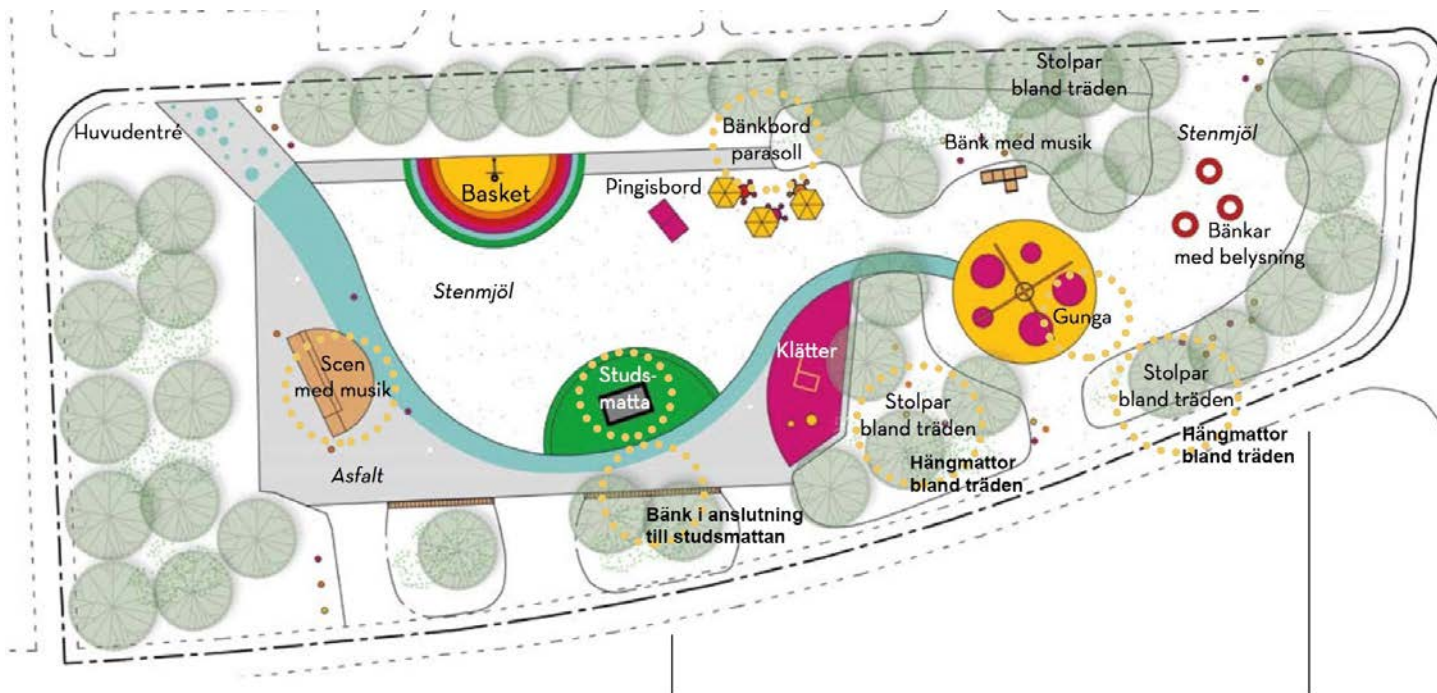 Huvudentré
Basket
Pingisbord
Bänkbord
parasoll
Stolpar
bland träden
Bänk med musik
Stenmjöl
Bänkar
med belysning
Stenmjöl
Gunga
Scen
med musik
Studs-
matta
Klätter
Stolpar
bland träden
Stolpar
bland träden
Hängmattor
bland träden
Hängmattor
bland träden
Asfalt
Bänk i anslutning
till studsmattan